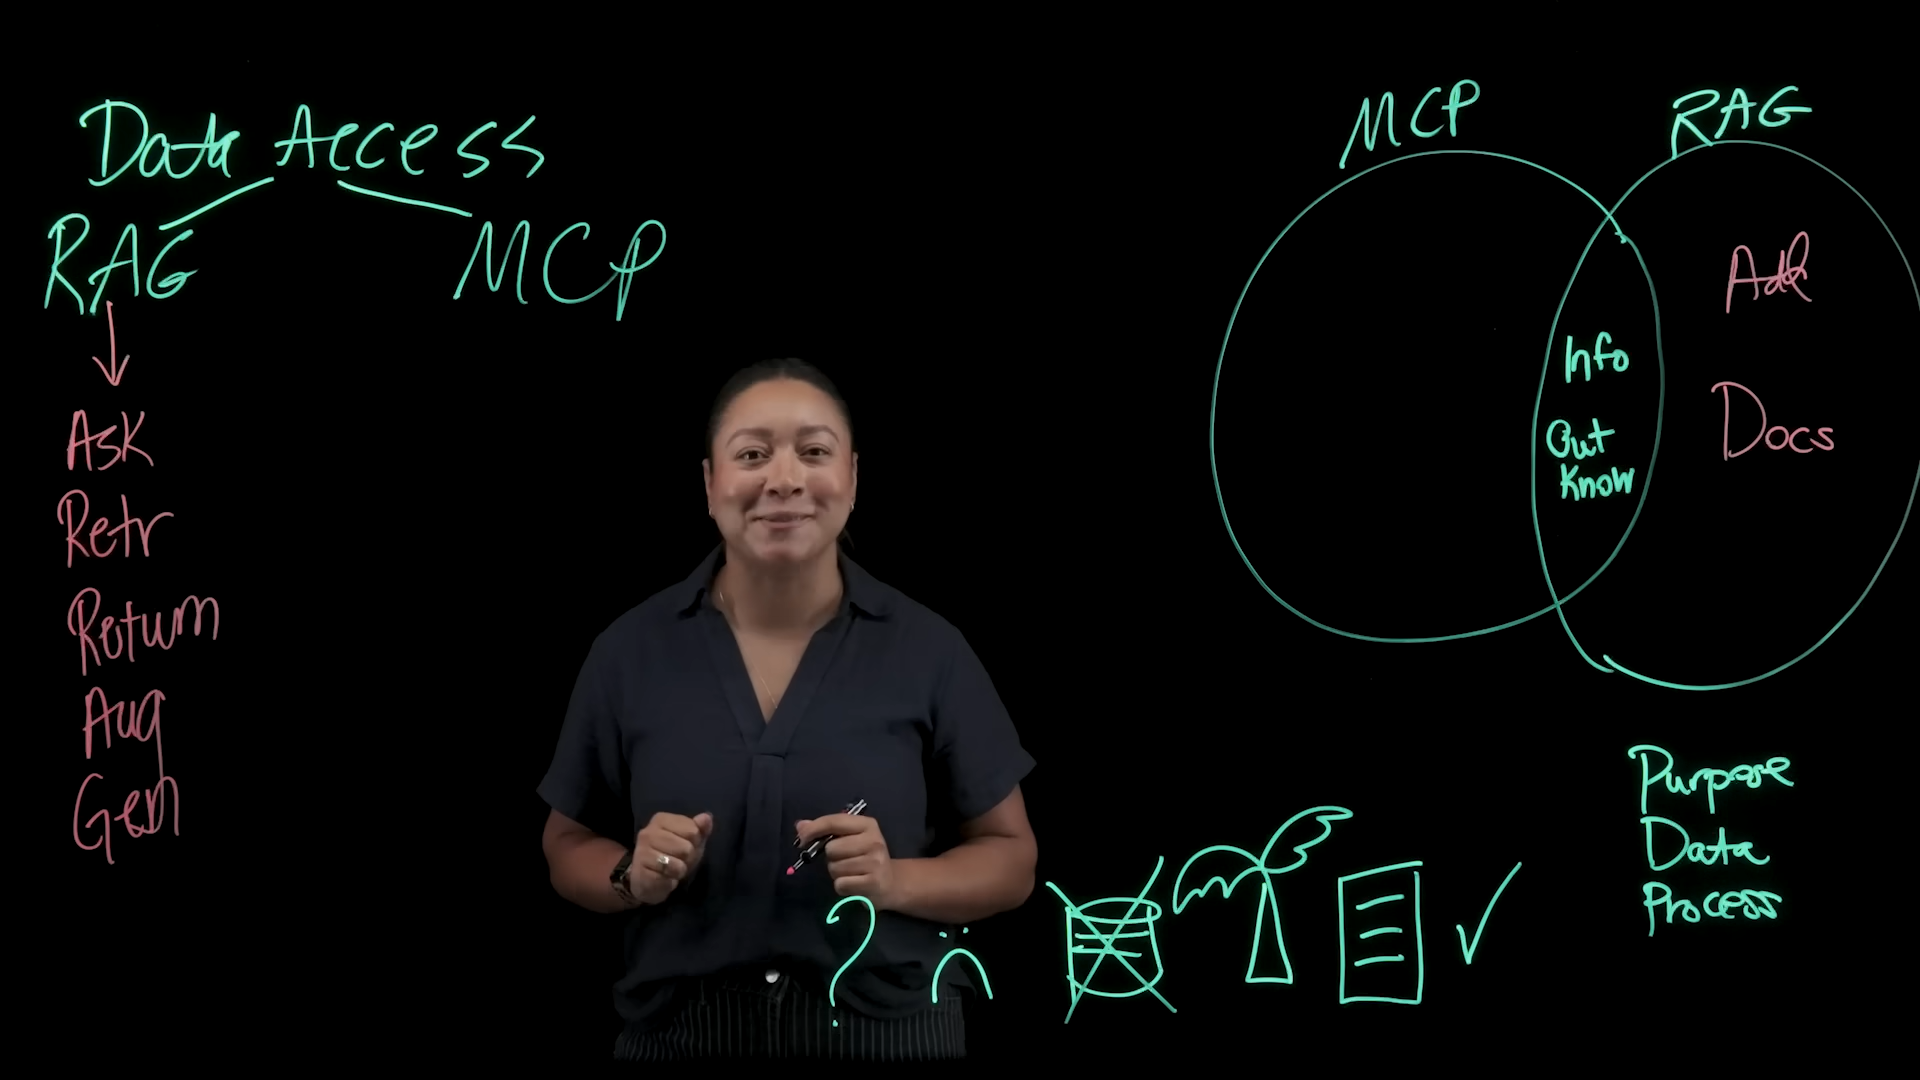 Data Access
RAG
MCP
Ask
Retr
Return
Aug
Gen
MCP
RAG
Info
Out
Know
Add
Docs
Purpose
Data
Process
?